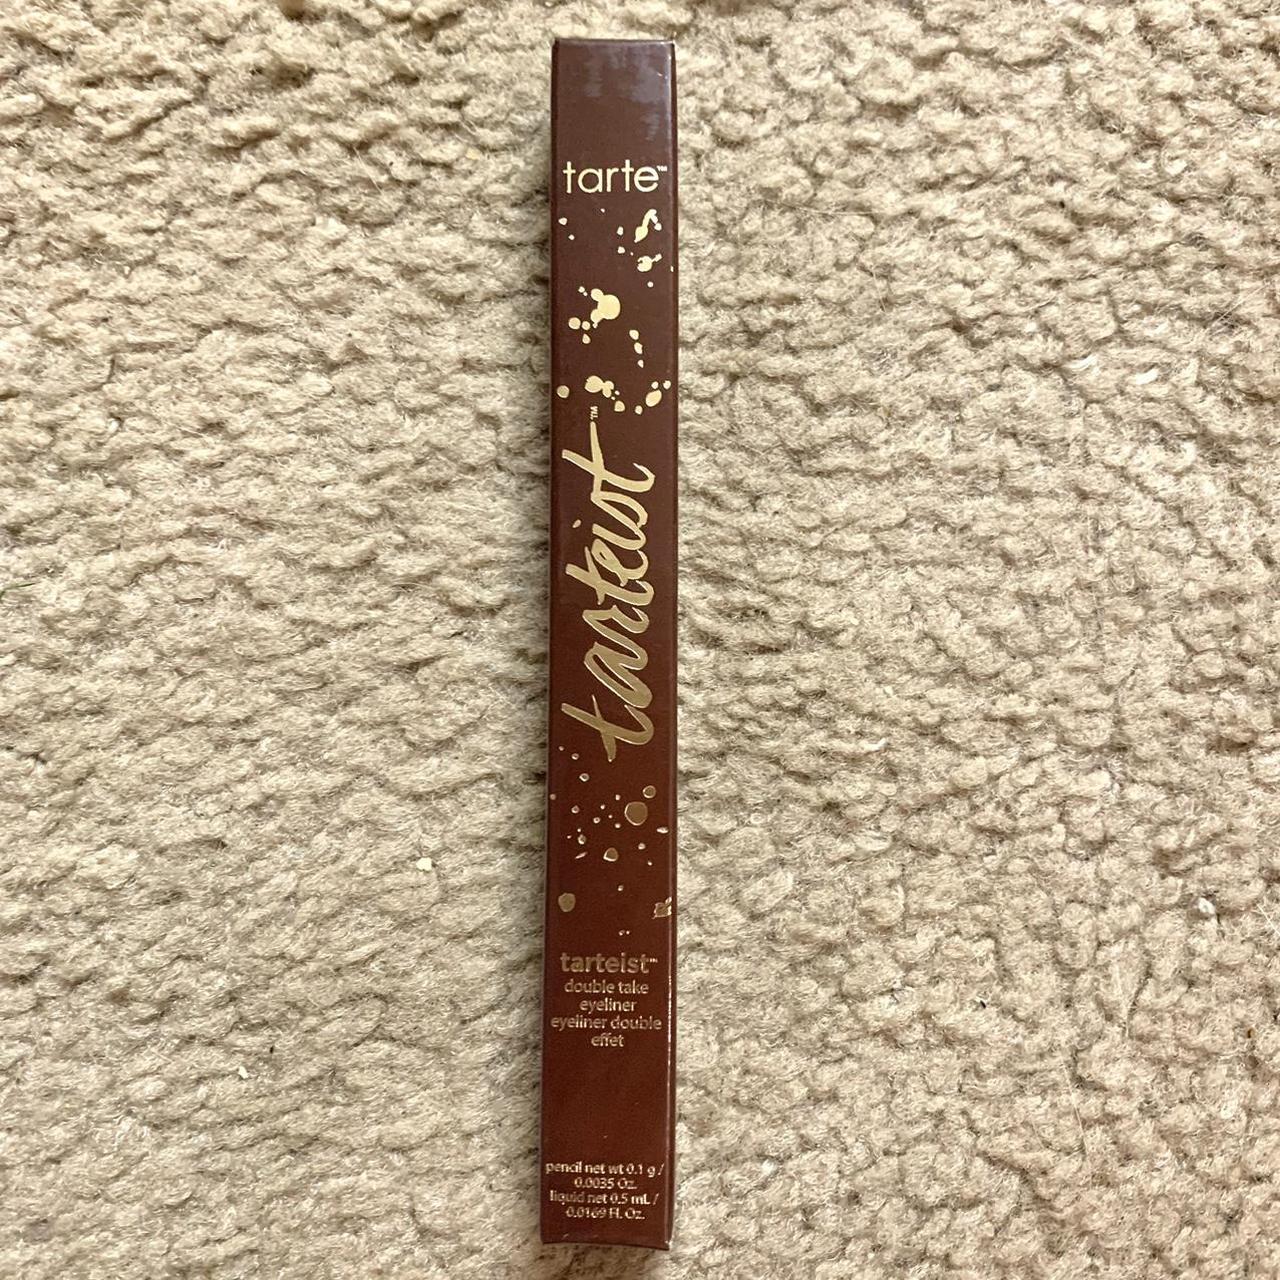 tarte™
tarteist™
tarteist™
double take
eyeliner
eyeliner double
effet
pencil net wt 0.1 g /
0.0035 Oz.
liquid net 0.5 mL /
0.0169 Fl. Oz.